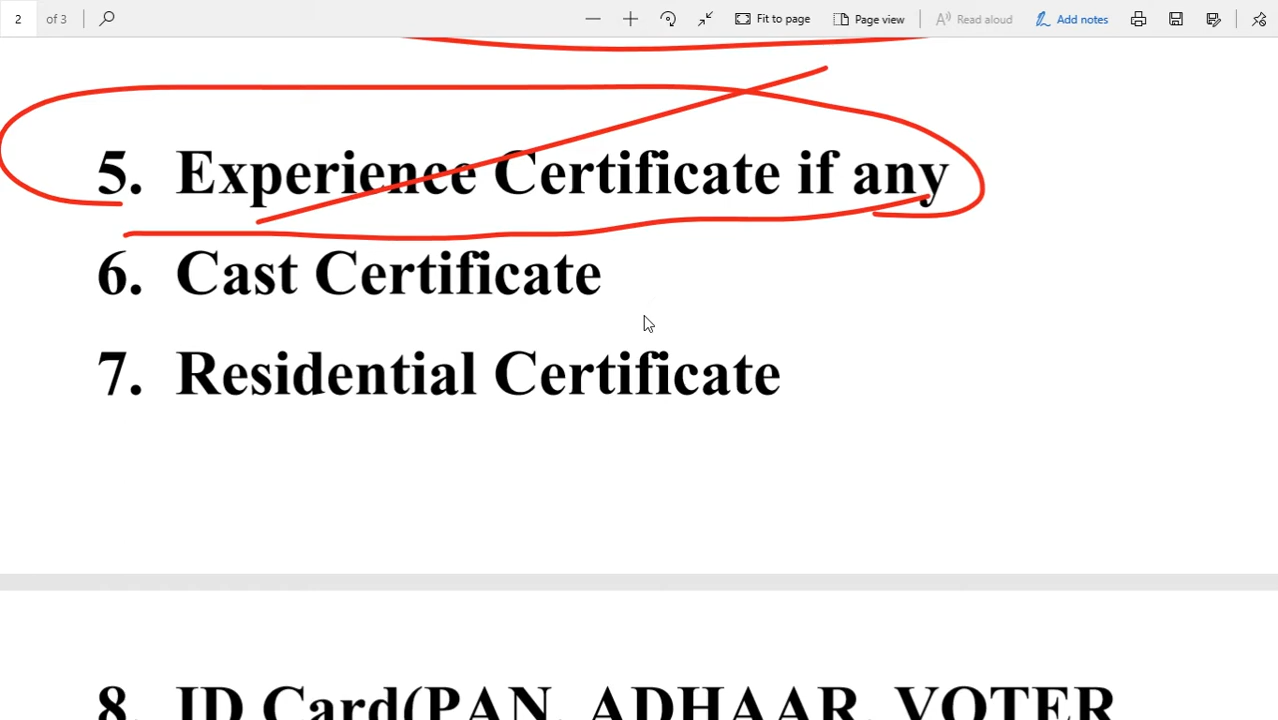 2 of 3 Fit to page Page view Read aloud Add notes
5. Experience Certificate if any
6. Cast Certificate
7. Residential Certificate
8. ID Card(PAN, ADHAAR, VOTER